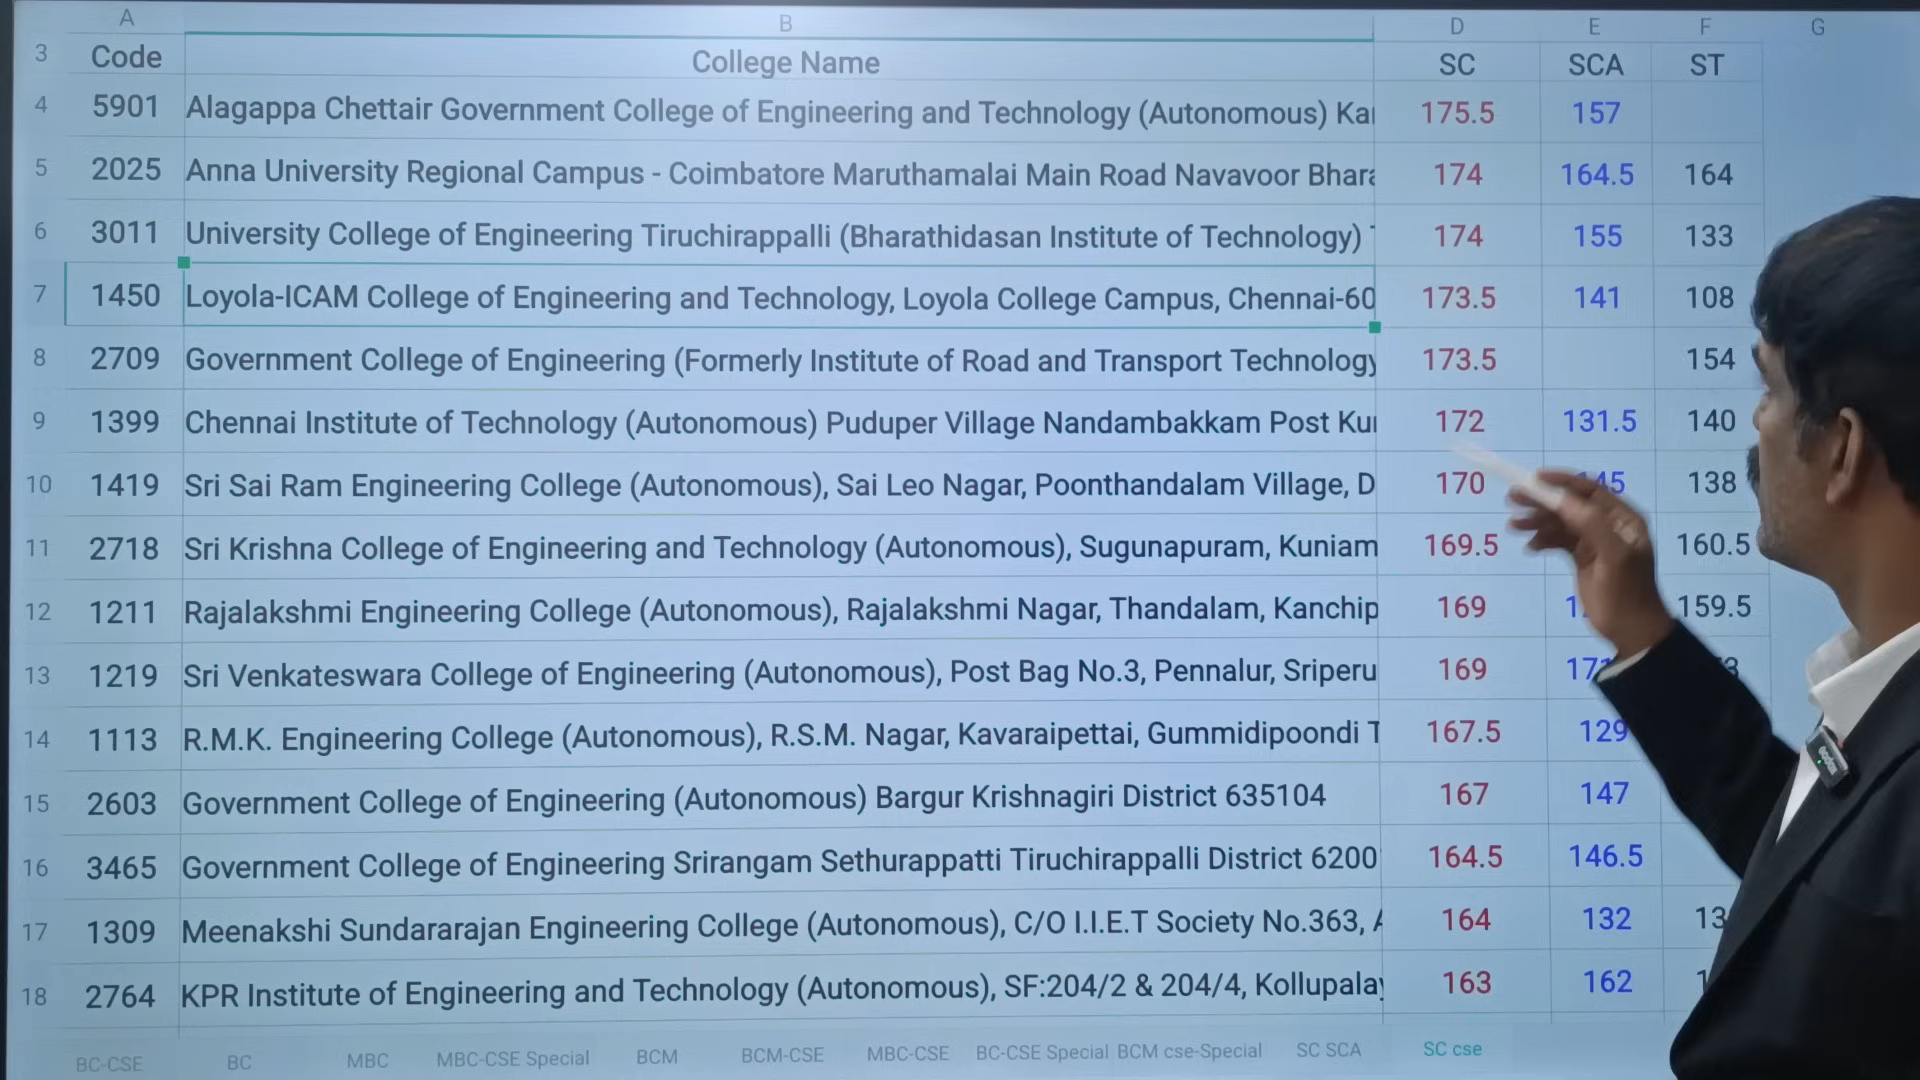 A B D E F G
3 Code College Name SC SCA ST
4 5901 Alagappa Chettair Government College of Engineering and Technology (Autonomous) 175.5 157
5 2025 Anna University Regional Campus - Coimbatore Maruthamalai Main Road Navavoor 174 164.5 164
6 3011 University College of Engineering Tiruchirappalli (Bharathidasan Institute of Technology) 174 155 133
7 1450 Loyola-ICAM College of Engineering and Technology, Loyola College Campus, Chennai-60 173.5 141 108
8 2709 Government College of Engineering (Formerly Institute of Road and Transport Technology 173.5 154
9 1399 Chennai Institute of Technology (Autonomous) Puduper Village Nandambakkam Post 172 131.5 140
10 1419 Sri Sai Ram Engineering College (Autonomous), Sai Leo Nagar, Poonthandalam Village, D 170 138
11 2718 Sri Krishna College of Engineering and Technology (Autonomous), Sugunapuram, Kuniam 169.5 160.5
12 1211 Rajalakshmi Engineering College (Autonomous), Rajalakshmi Nagar, Thandalam, Kanchip 169 159.5
13 1219 Sri Venkateswara College of Engineering (Autonomous), Post Bag No.3, Pennalur, Sriperu 169
14 1113 R.M.K. Engineering College (Autonomous), R.S.M. Nagar, Kavaraipettai, Gummidipoondi T 167.5 129
15 2603 Government College of Engineering (Autonomous) Bargur Krishnagiri District 635104 167 147
16 3465 Government College of Engineering Srirangam Sethurappatti Tiruchirappalli District 6200 164.5 146.5
17 1309 Meenakshi Sundararajan Engineering College (Autonomous), C/O I.I.E.T Society No.363, 164 132
18 2764 KPR Institute of Engineering and Technology (Autonomous), SF:204/2 & 204/4, 163 162
BC-CSE BC MBC MBC-CSE Special BCM BCM-CSE MBC-CSE BC-CSE Special BCM cse-Special SC SCA SC cse